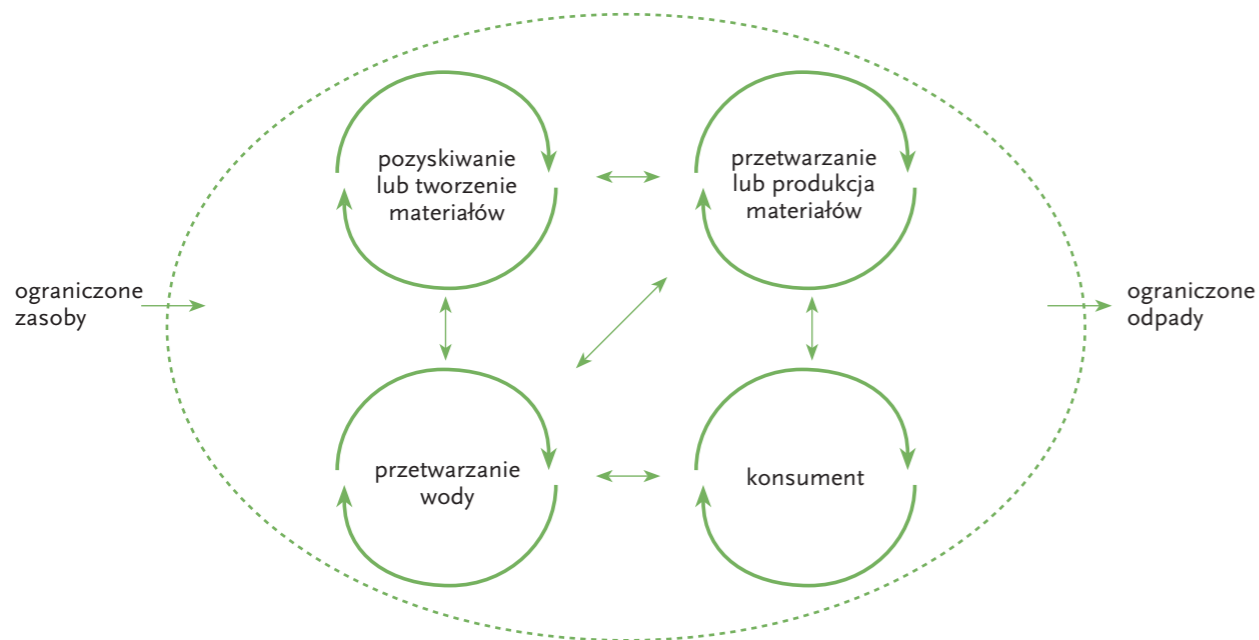 pozyskiwanie
lub tworzenie
materiałów
przetwarzanie
lub produkcja
materiałów
ograniczone
zasoby
ograniczone
odpady
przetwarzanie
wody
konsument